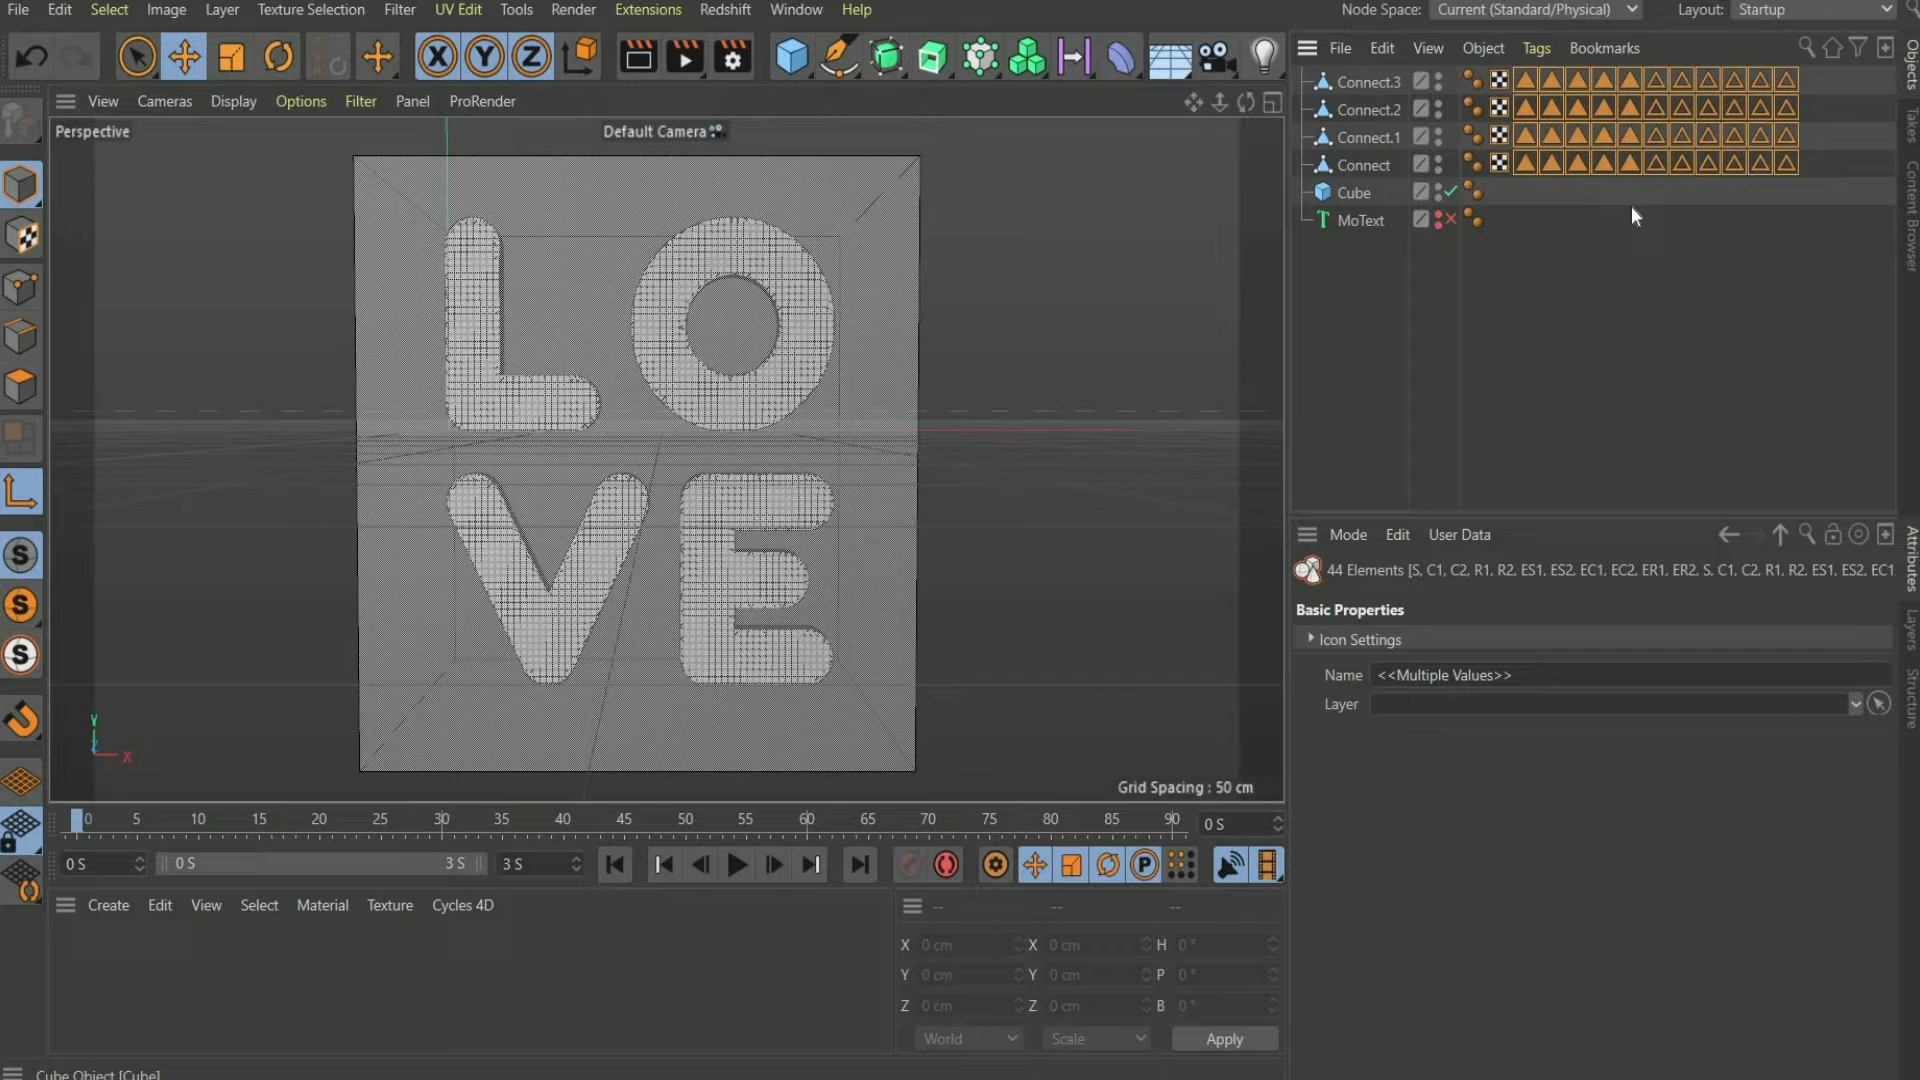 File Edit Select Image Layer Texture Selection Filter UV Edit Tools Render Extensions Redshift Window Help
Node Space: Current (Standard/Physical) Layout: Startup
X Y Z
File Edit View Object Tags Bookmarks
View Cameras Display Options Filter Panel ProRender
Perspective
Default Camera
Connect.3
Connect.2
Connect.1
Connect
Cube
MoText
Objects
Takes
Content Browser
L O
V E
Y
Z
X
Grid Spacing : 50 cm
Mode Edit User Data
44 Elements [S, C1, C2, R1, R2, ES1, ES2, EC1, EC2, ER1, ER2, S, C1, C2, R1, R2, ES1, ES2, EC1
Basic Properties
Icon Settings
Name <<Multiple Values>>
Layer
Attributes
Layers
Structure
S
S
S
0 5 10 15 20 25 30 35 40 45 50 55 60 65 70 75 80 85 90 0 S
0 S 0 S 3 S 3 S P
Create Edit View Select Material Texture Cycles 4D
-- -- --
X 0 cm X 0 cm H 0 °
Y 0 cm Y 0 cm P 0 °
Z 0 cm Z 0 cm B 0 °
World Scale Apply
Cube Object [Cube]